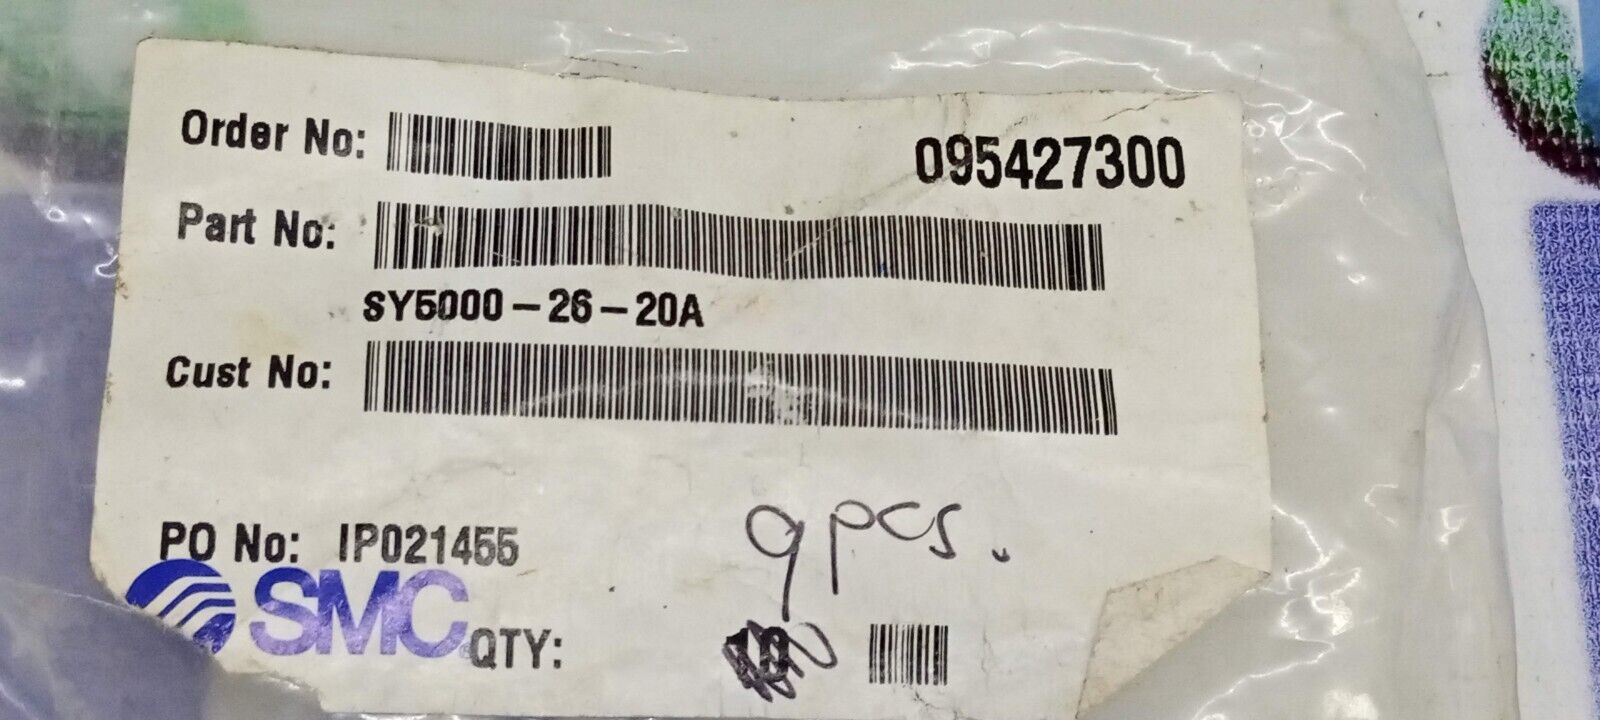 Order No: 095427300
Part No:
SY5000-26-20A
Cust No:
PO No: IP021455
9pcs.
SMC QTY: